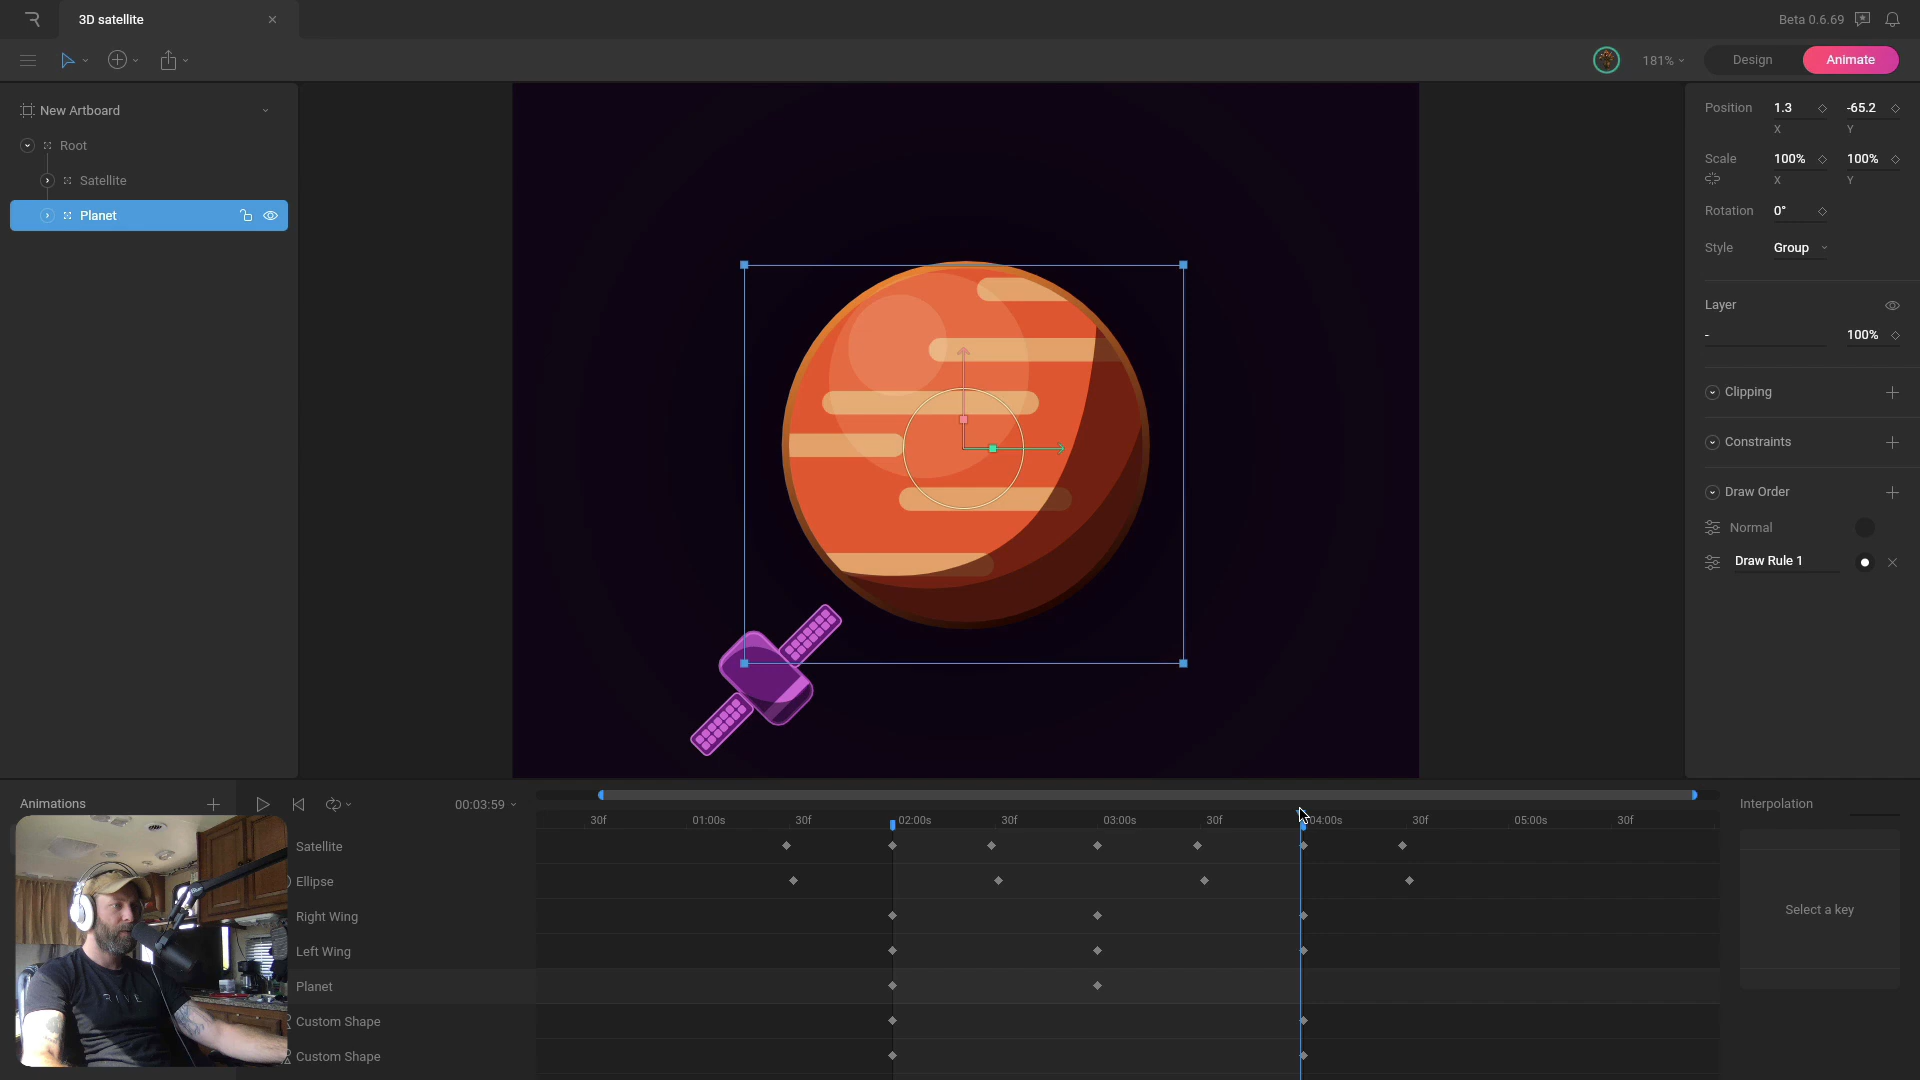 3D satellite
Beta 0.6.69
181%
Design
Animate
New Artboard
Root
Satellite
Planet
Position 1.3 -65.2
X Y
Scale 100% 100%
X Y
Rotation 0°
Style Group
Layer
- 100%
Clipping
Constraints
Draw Order
Normal
Draw Rule 1
Animations
00:03:59
30f 01:00s 30f 02:00s 30f 03:00s 30f 04:00s 30f 05:00s 30f
Interpolation
Satellite
Ellipse
Right Wing
Left Wing
Planet
Custom Shape
Custom Shape
Select a key
RIVE